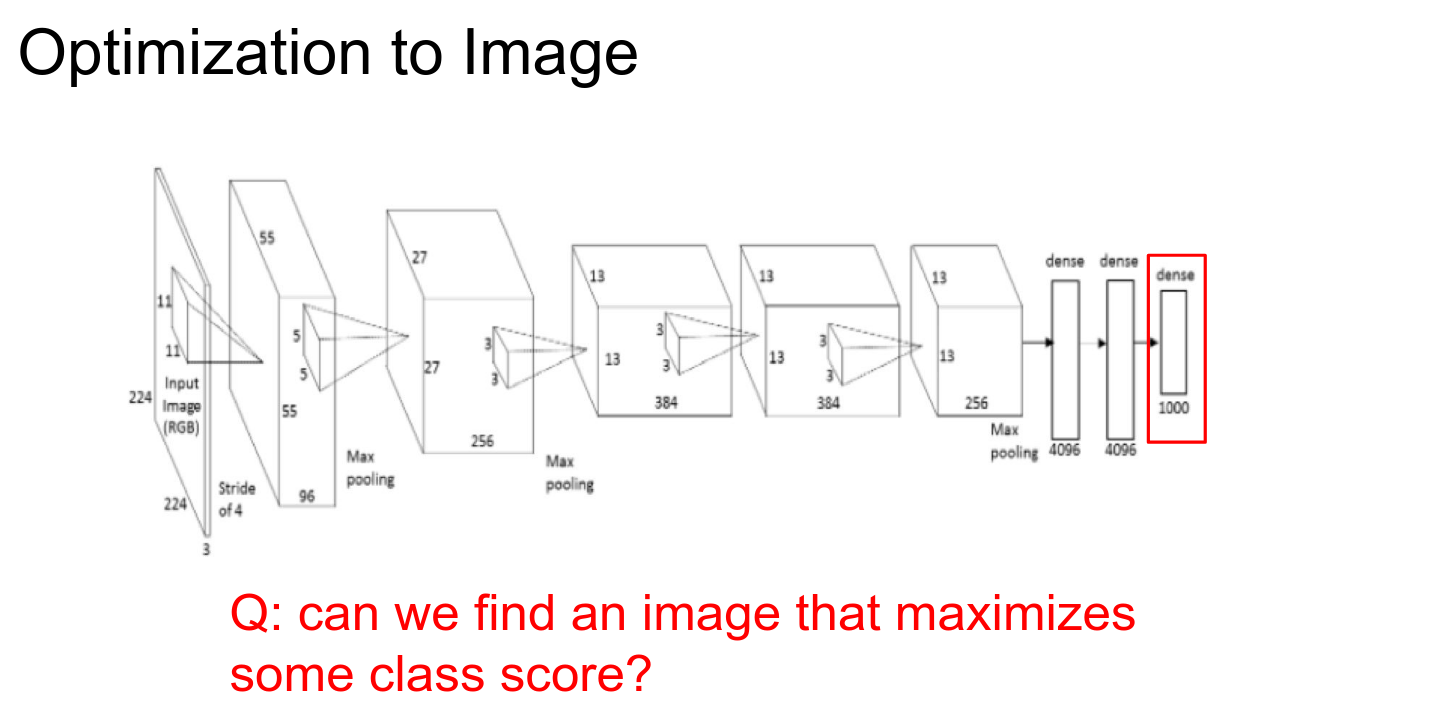 Optimization to Image
55
27
13
13
13
dense
dense
dense
11
11
5
5
3
3
3
3
3
3
224
Input
Image
(RGB)
55
27
13
13
13
384
384
256
1000
256
Max
pooling
Max
pooling
Max
pooling
4096
4096
224
Stride
of 4
96
3
Q: can we find an image that maximizes
some class score?